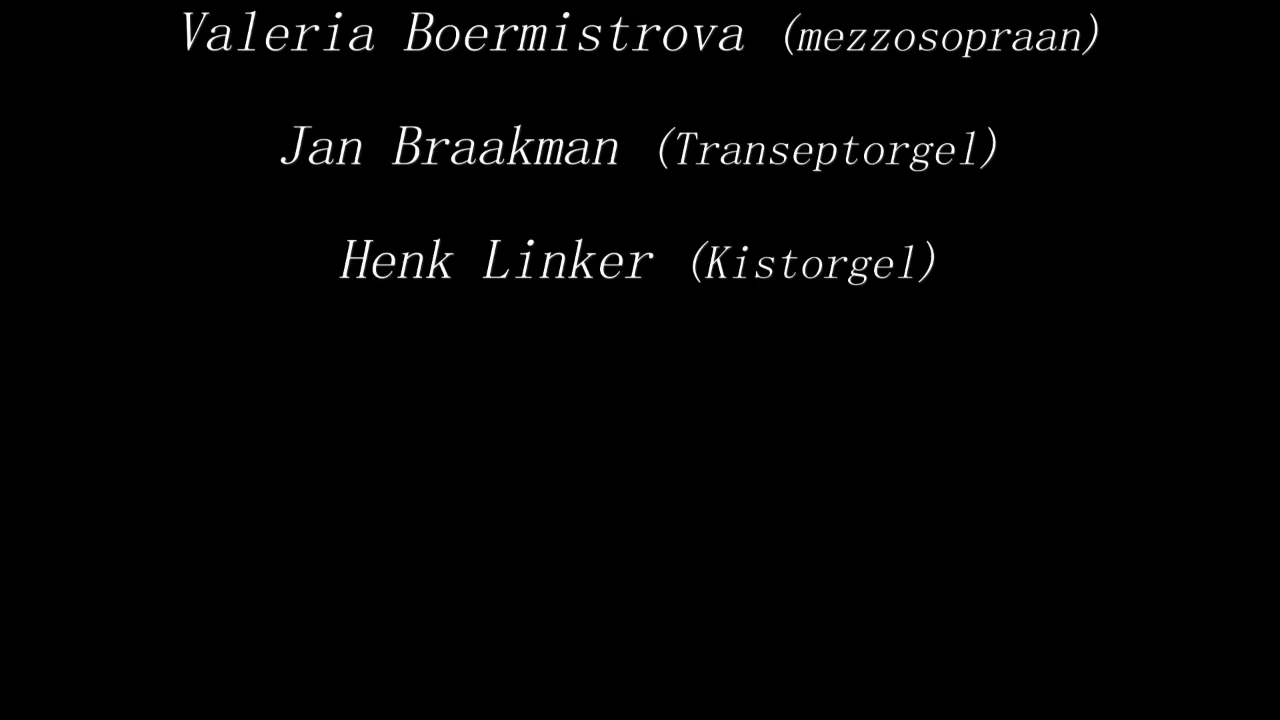 Valeria Boermistrova (mezzosopraan)
Jan Braakman (Transeptorgel)
Henk Linker (Kistorgel)